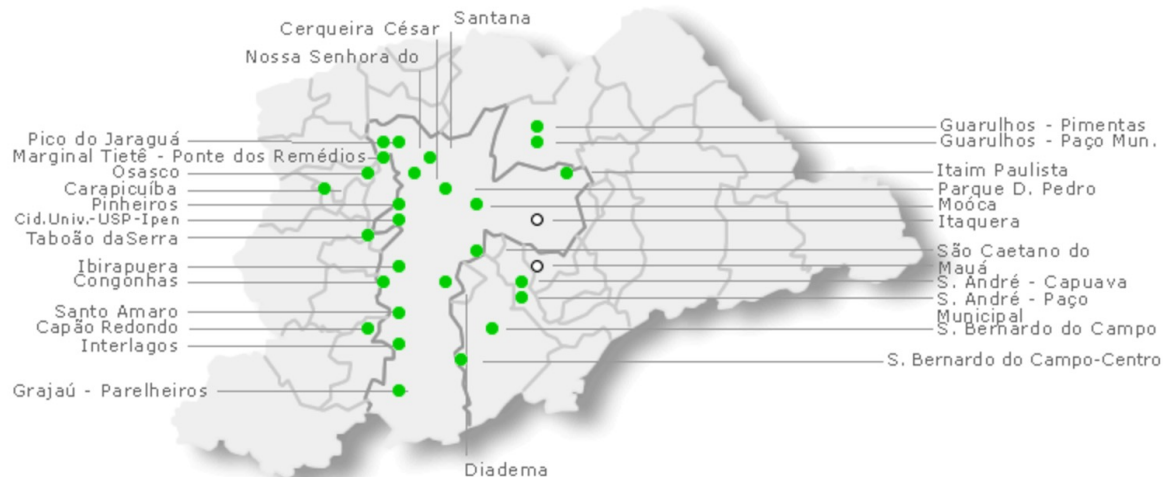 Santana
Cerqueira César
Nossa Senhora do
Pico do Jaraguá
Marginal Tietê - Ponte dos Remédios
Osasco
Carapicuíba
Pinheiros
Cid.Univ.-USP-Ipen
Taboão daSerra
Ibirapuera
Congonhas
Santo Amaro
Capão Redondo
Interlagos
Grajaú - Parelheiros
Guarulhos - Pimentas
Guarulhos - Paço Mun.
Itaim Paulista
Parque D. Pedro
Moóca
Itaquera
São Caetano do
Mauá
S. André - Capuava
S. André - Paço
Municipal
S. Bernardo do Campo
S. Bernardo do Campo-Centro
Diadema